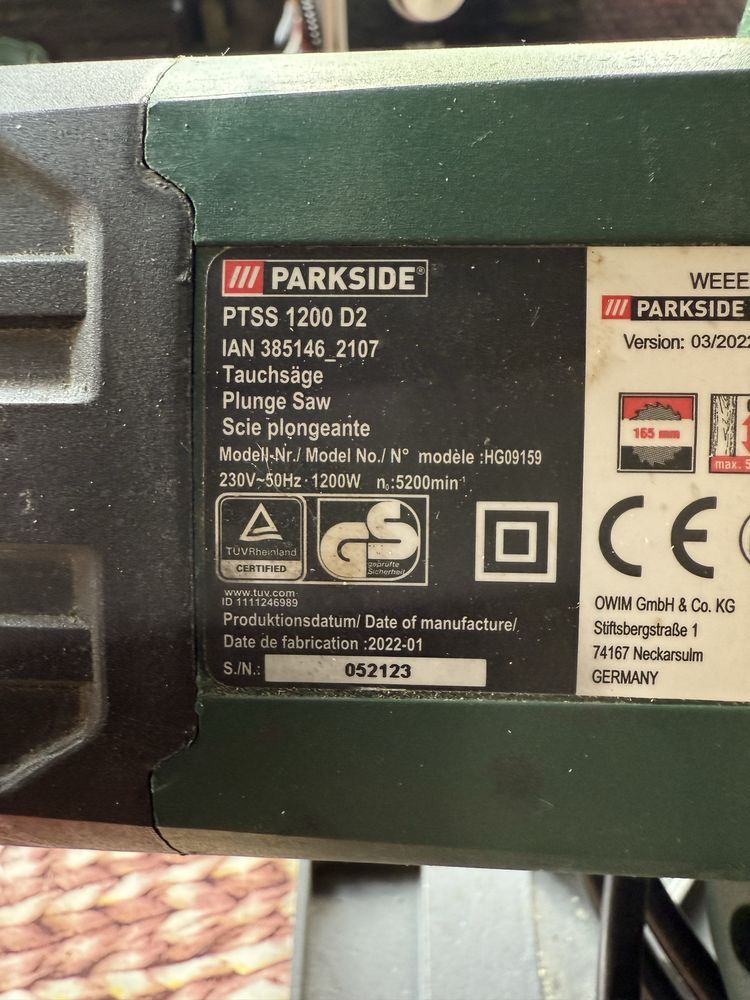 PARKSIDE®
PTSS 1200 D2
IAN 385146_2107
Tauchsäge
Plunge Saw
Scie plongeante
Modell-Nr./ Model No./ N° modèle :HG09159
230V~50Hz · 1200W n₀:5200min⁻¹
TÜVRheinland
CERTIFIED
GS
geprüfte
Sicherheit
www.tuv.com
ID 1111246989
Produktionsdatum/ Date of manufacture/
Date de fabrication :2022-01
S./N.: 052123
WEEE
PARKSIDE
Version: 03/2022
165 mm
max. 5
CE
OWIM GmbH & Co. KG
Stiftsbergstraße 1
74167 Neckarsulm
GERMANY